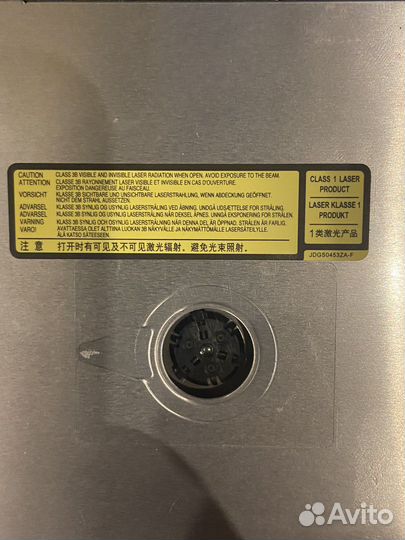 CAUTION CLASS 3B VISIBLE AND INVISIBLE LASER RADIATION WHEN OPEN, AVOID EXPOSURE TO THE BEAM.
ATTENTION CLASSE 3B RAYONNEMENT LASER VISIBLE ET INVISIBLE EN CAS D'OUVERTURE.
EXPOSITION DANGEREUSE AU FAISCEAU.
VORSICHT KLASSE 3B SICHTBARE UND UNSICHTBARE LASERSTRAHLUNG, WENN ABDECKUNG GEÖFFNET.
NICHT DEM STRAHL AUSSETZEN.
ADVARSEL KLASSE 3B SYNLIG OG USYNLIG LASERSTRÅLING VED ÅBNING. UNDGÅ UDSÆTTELSE FOR STRÅLING.
ADVARSEL KLASSE 3B SYNLIG OG USYNLIG LASERSTRÅLING NÅR DEKSEL ÅPNES. UNNGÅ EKSPONERING FOR STRÅLEN
VARNING KLASS 3B SYNLIG OCH OSYNLIG LASERSTRÅLNING NÄR DENNA DEL ÄR ÖPPNAD. STRÅLEN ÄR FARLIG.
VARO! AVATTAESSA OLET ALTTIINA LUOKAN 3B NÄKYVÄLLE JA NÄKYMÄTTÖMÄLLE LASERSÄTEILYLLE.
ÄLÄ KATSO SÄTEESEEN.
注意 打开时有可见及不可见激光辐射。避免光束照射。
CLASS 1 LASER
PRODUCT
LASER KLASSE 1
PRODUKT
1类激光产品
JDG50453ZA-F
Avito